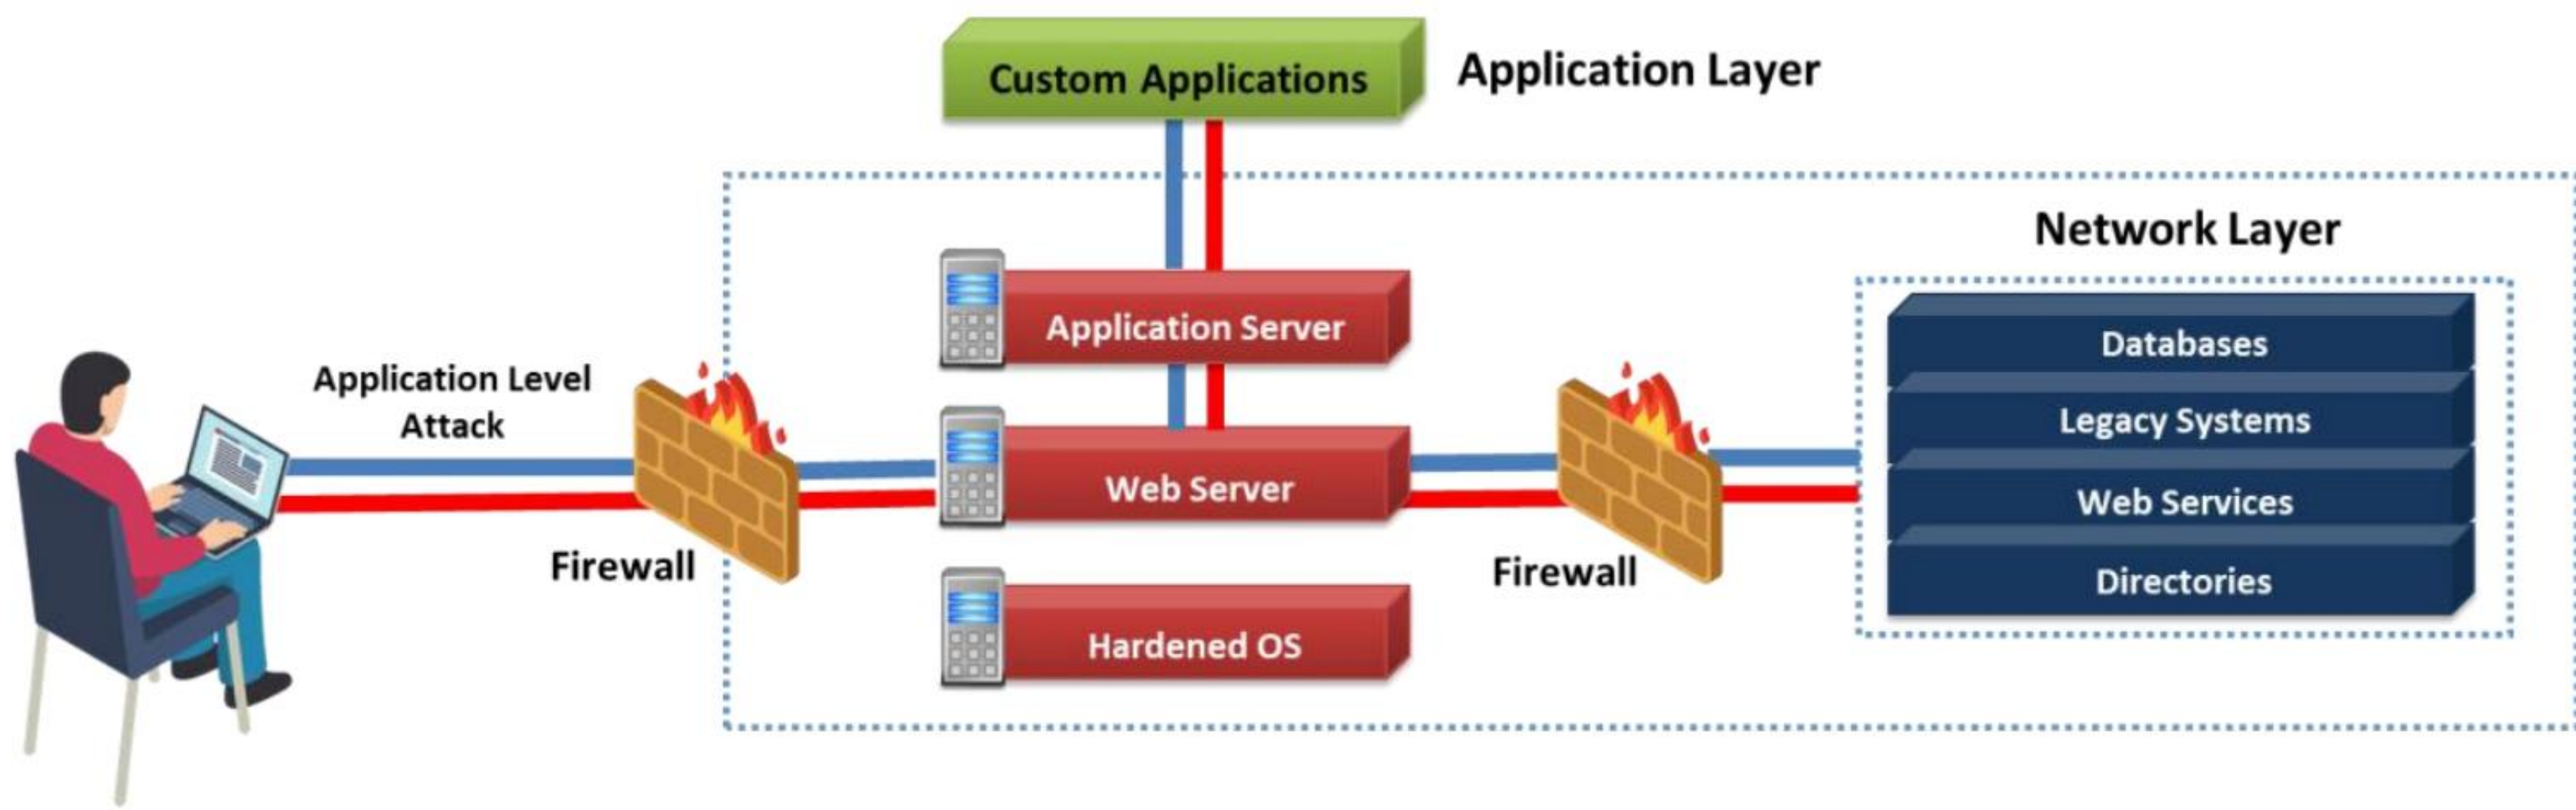 Custom Applications
Application Layer
Network Layer
Application Server
Databases
Application Level
Attack
Legacy Systems
Web Server
Web Services
Firewall
Firewall
Directories
Hardened OS